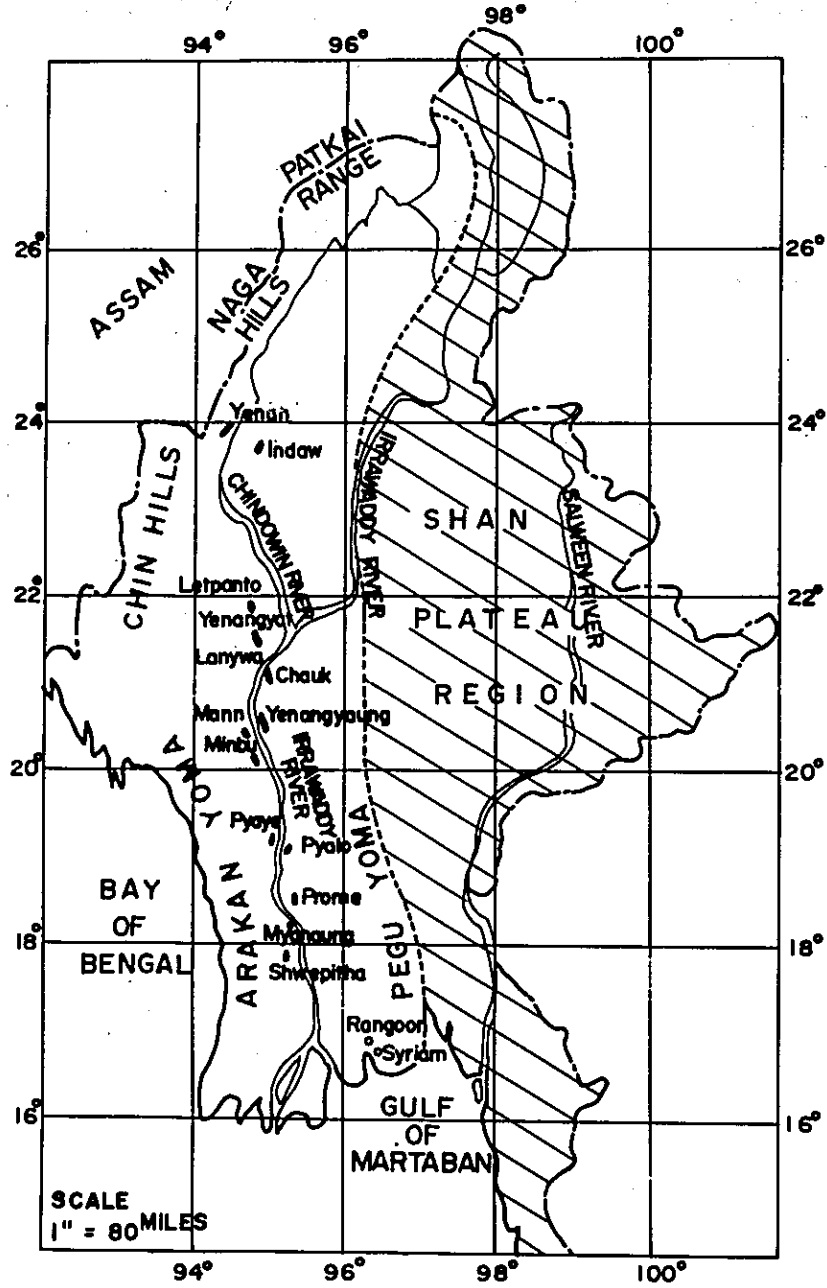 94° 96° 98° 100°
PATKAI
RANGE
26° 26°
ASSAM
NAGA
HILLS
24° 24°
Yenan
Indaw
CHIN HILLS
CHINDOWIN RIVER
IRRAWADDY RIVER
SALWEEN RIVER
SHAN
PLATEAU
REGION
22° 22°
Letpanto
Yenangyat
Lanywa
Chauk
Mann
Yenangyaung
Minbu
20° 20°
IRRAWADDY
RIVER
Pyaye
Pyalo
Prome
ARAKAN YOMA
PEGU YOMA
BAY
OF
BENGAL
18° 18°
Myanaung
Shwepiтha
Rangoon
Syriam
16° 16°
GULF
OF
MARTABAN
SCALE
1" = 80 MILES
94° 96° 98° 100°